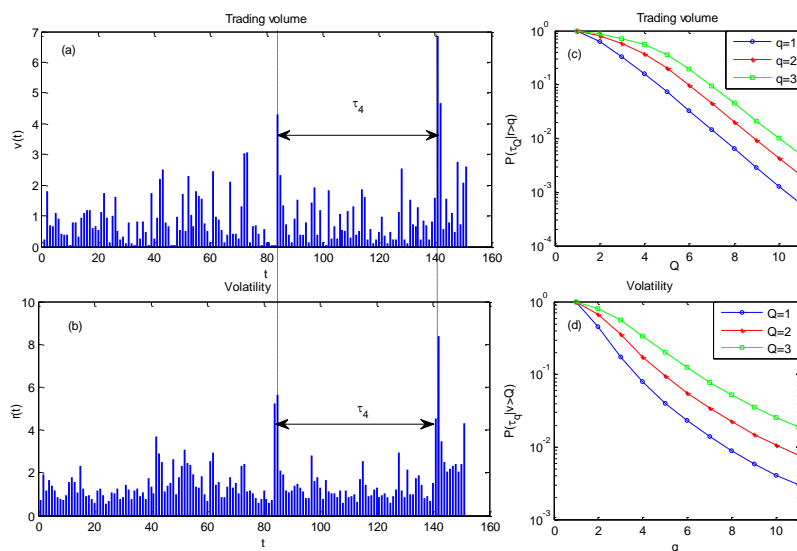 Trading volume
(a)
τ4
v(t)
7
6
5
4
3
2
1
0
0 20 40 60 80 100 120 140 160
t
Trading volume
(c)
q=1
q=2
q=3
P(τQ|r>q)
10^0
10^-1
10^-2
10^-3
10^-4
0 2 4 6 8 10
Q
Volatility
(b)
τ4
r(t)
10
8
6
4
2
0
0 20 40 60 80 100 120 140 160
t
Volatility
(d)
Q=1
Q=2
Q=3
P(τq|v>Q)
10^0
10^-1
10^-2
10^-3
0 2 4 6 8 10
q